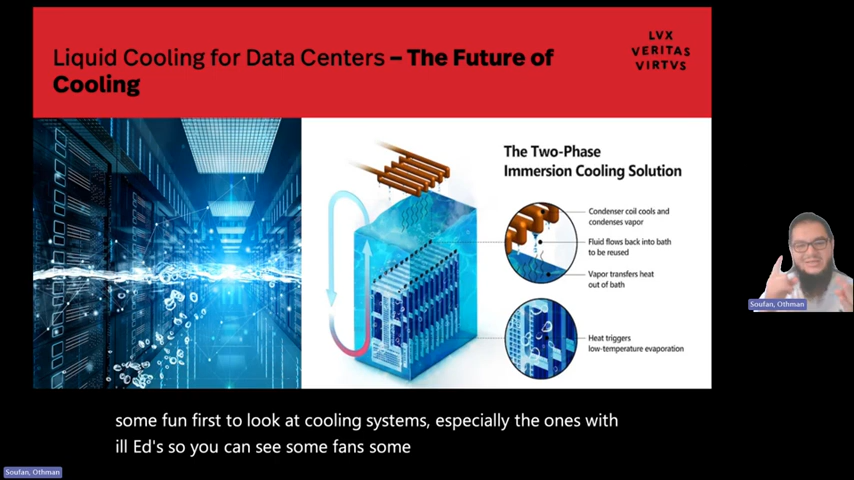 Liquid Cooling for Data Centers – The Future of
Cooling
LVX
VERITAS
VIRTVS
The Two-Phase
Immersion Cooling Solution
Condenser coil cools and
condenses vapor
Fluid flows back into bath
to be reused
Vapor transfers heat
out of bath
Heat triggers
low-temperature evaporation
Soufan, Othman
some fun first to look at cooling systems, especially the ones with
ill Ed's so you can see some fans some
Soufan, Othman